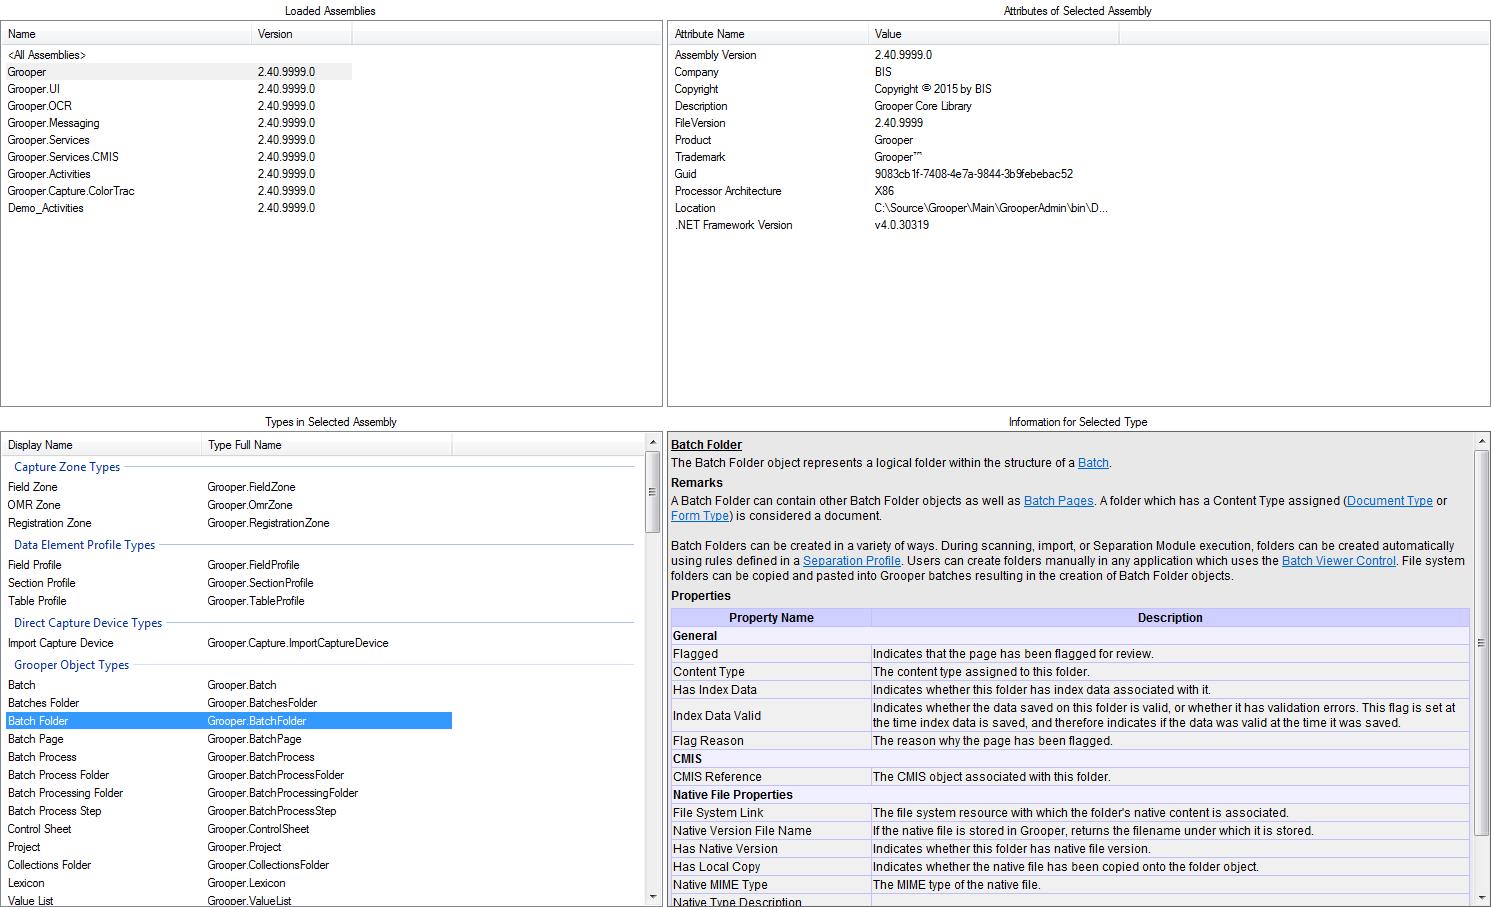 Loaded Assemblies
Name Version
<All Assemblies>
Grooper 2.40.9999.0
Grooper.UI 2.40.9999.0
Grooper.OCR 2.40.9999.0
Grooper.Messaging 2.40.9999.0
Grooper.Services 2.40.9999.0
Grooper.Services.CMIS 2.40.9999.0
Grooper.Activities 2.40.9999.0
Grooper.Capture.ColorTrac 2.40.9999.0
Demo_Activities 2.40.9999.0
Attributes of Selected Assembly
Attribute Name Value
Assembly Version 2.40.9999.0
Company BIS
Copyright Copyright © 2015 by BIS
Description Grooper Core Library
FileVersion 2.40.9999
Product Grooper
Trademark Grooper™
Guid 9083cb1f-7408-4e7a-9844-3b9febebac52
Processor Architecture X86
Location C:\Source\Grooper\Main\GrooperAdmin\bin\D...
.NET Framework Version v4.0.30319
Types in Selected Assembly
Display Name Type Full Name
Capture Zone Types
Field Zone Grooper.FieldZone
OMR Zone Grooper.OmrZone
Registration Zone Grooper.RegistrationZone
Data Element Profile Types
Field Profile Grooper.FieldProfile
Section Profile Grooper.SectionProfile
Table Profile Grooper.TableProfile
Direct Capture Device Types
Import Capture Device Grooper.Capture.ImportCaptureDevice
Grooper Object Types
Batch Grooper.Batch
Batches Folder Grooper.BatchesFolder
Batch Folder Grooper.BatchFolder
Batch Page Grooper.BatchPage
Batch Process Grooper.BatchProcess
Batch Process Folder Grooper.BatchProcessFolder
Batch Processing Folder Grooper.BatchProcessingFolder
Batch Process Step Grooper.BatchProcessStep
Control Sheet Grooper.ControlSheet
Project Grooper.Project
Collections Folder Grooper.CollectionsFolder
Lexicon Grooper.Lexicon
Value List Grooper.ValueList
Information for Selected Type
Batch Folder
The Batch Folder object represents a logical folder within the structure of a Batch.
Remarks
A Batch Folder can contain other Batch Folder objects as well as Batch Pages. A folder which has a Content Type assigned (Document Type or
Form Type) is considered a document.
Batch Folders can be created in a variety of ways. During scanning, import, or Separation Module execution, folders can be created automatically
using rules defined in a Separation Profile. Users can create folders manually in any application which uses the Batch Viewer Control. File system
folders can be copied and pasted into Grooper batches resulting in the creation of Batch Folder objects.
Properties
Property Name Description
General
Flagged Indicates that the page has been flagged for review.
Content Type The content type assigned to this folder.
Has Index Data Indicates whether this folder has index data associated with it.
Index Data Valid Indicates whether the data saved on this folder is valid, or whether it has validation errors. This flag is set at
the time index data is saved, and therefore indicates if the data was valid at the time it was saved.
Flag Reason The reason why the page has been flagged.
CMIS
CMIS Reference The CMIS object associated with this folder.
Native File Properties
File System Link The file system resource with which the folder's native content is associated.
Native Version File Name If the native file is stored in Grooper, returns the filename under which it is stored.
Has Native Version Indicates whether this folder has native file version.
Has Local Copy Indicates whether the native file has been copied onto the folder object.
Native MIME Type The MIME type of the native file.
Native Type Description